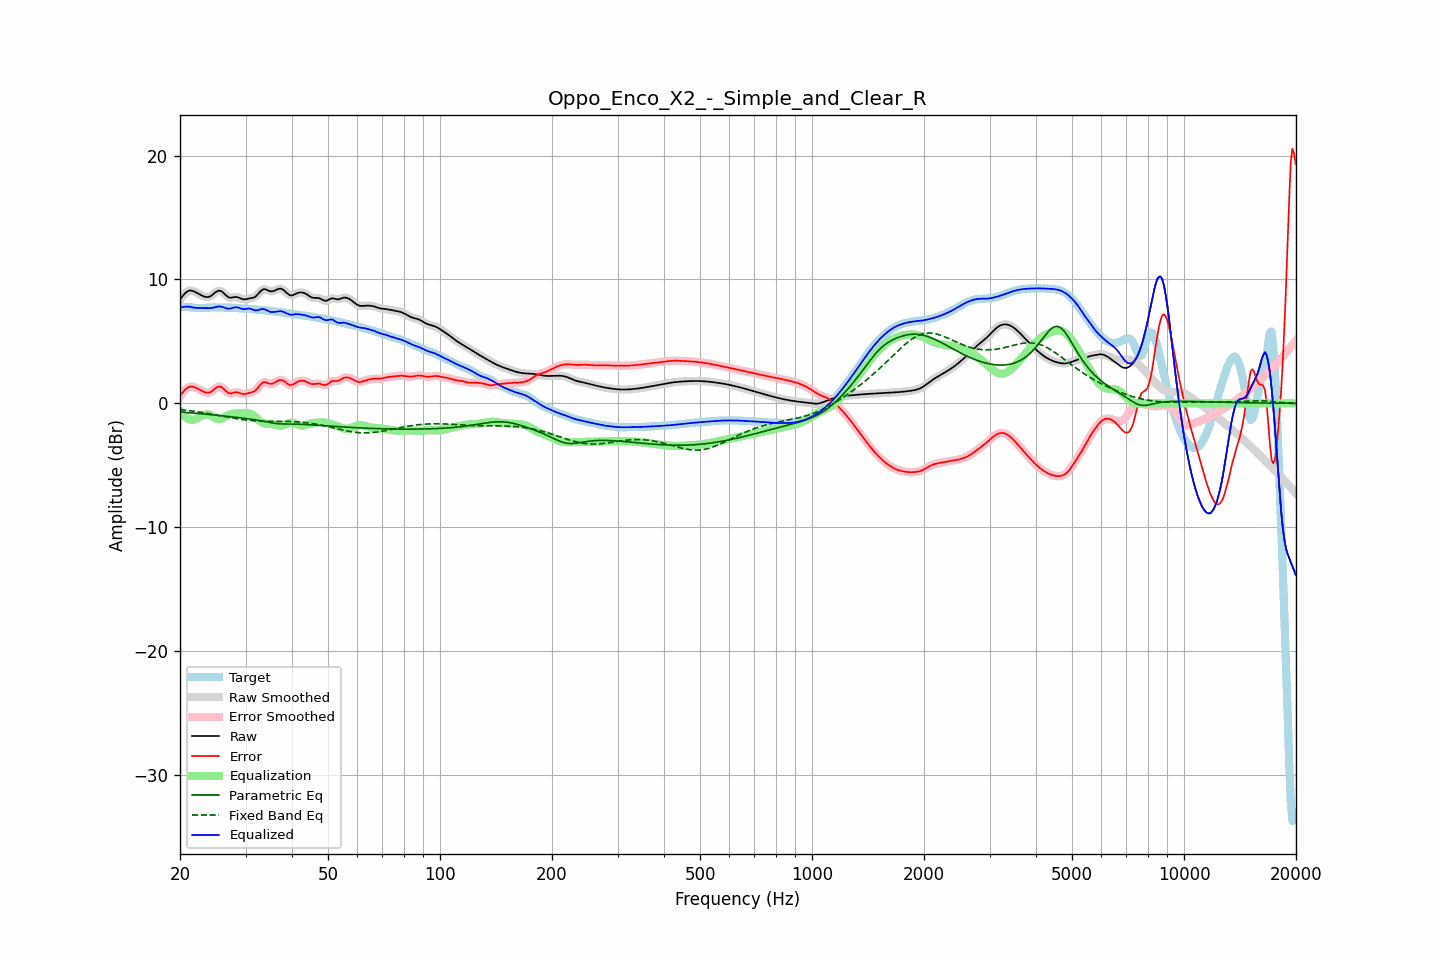 Oppo_Enco_X2_-_Simple_and_Clear_R
Amplitude (dBr)
20
10
0
−10
−20
−30
Target
Raw Smoothed
Error Smoothed
Raw
Error
Equalization
Parametric Eq
Fixed Band Eq
Equalized
20 50 100 200 500 1000 2000 5000 10000 20000
Frequency (Hz)